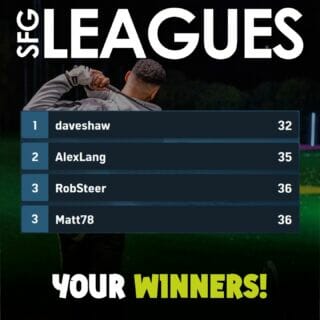 SFG LEAGUES
1 daveshaw 32
2 AlexLang 35
3 RobSteer 36
3 Matt78 36
YOUR WINNERS!